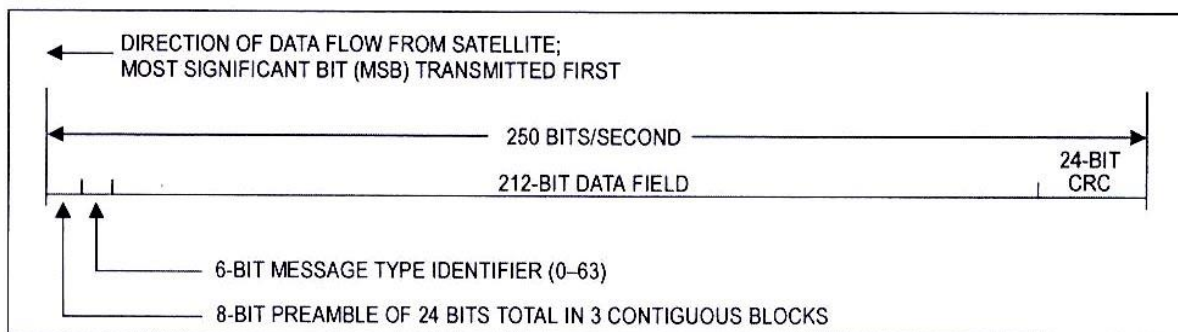 DIRECTION OF DATA FLOW FROM SATELLITE;
MOST SIGNIFICANT BIT (MSB) TRANSMITTED FIRST
250 BITS/SECOND
24-BIT
CRC
212-BIT DATA FIELD
6-BIT MESSAGE TYPE IDENTIFIER (0–63)
8-BIT PREAMBLE OF 24 BITS TOTAL IN 3 CONTIGUOUS BLOCKS